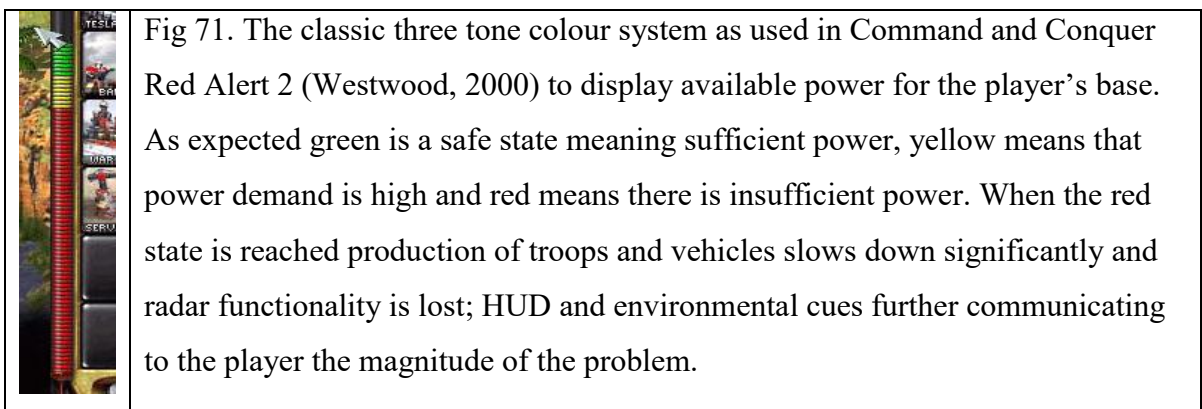 TESLA
Fig 71. The classic three tone colour system as used in Command and Conquer
Red Alert 2 (Westwood, 2000) to display available power for the player’s base.
As expected green is a safe state meaning sufficient power, yellow means that
power demand is high and red means there is insufficient power. When the red
state is reached production of troops and vehicles slows down significantly and
radar functionality is lost; HUD and environmental cues further communicating
to the player the magnitude of the problem.